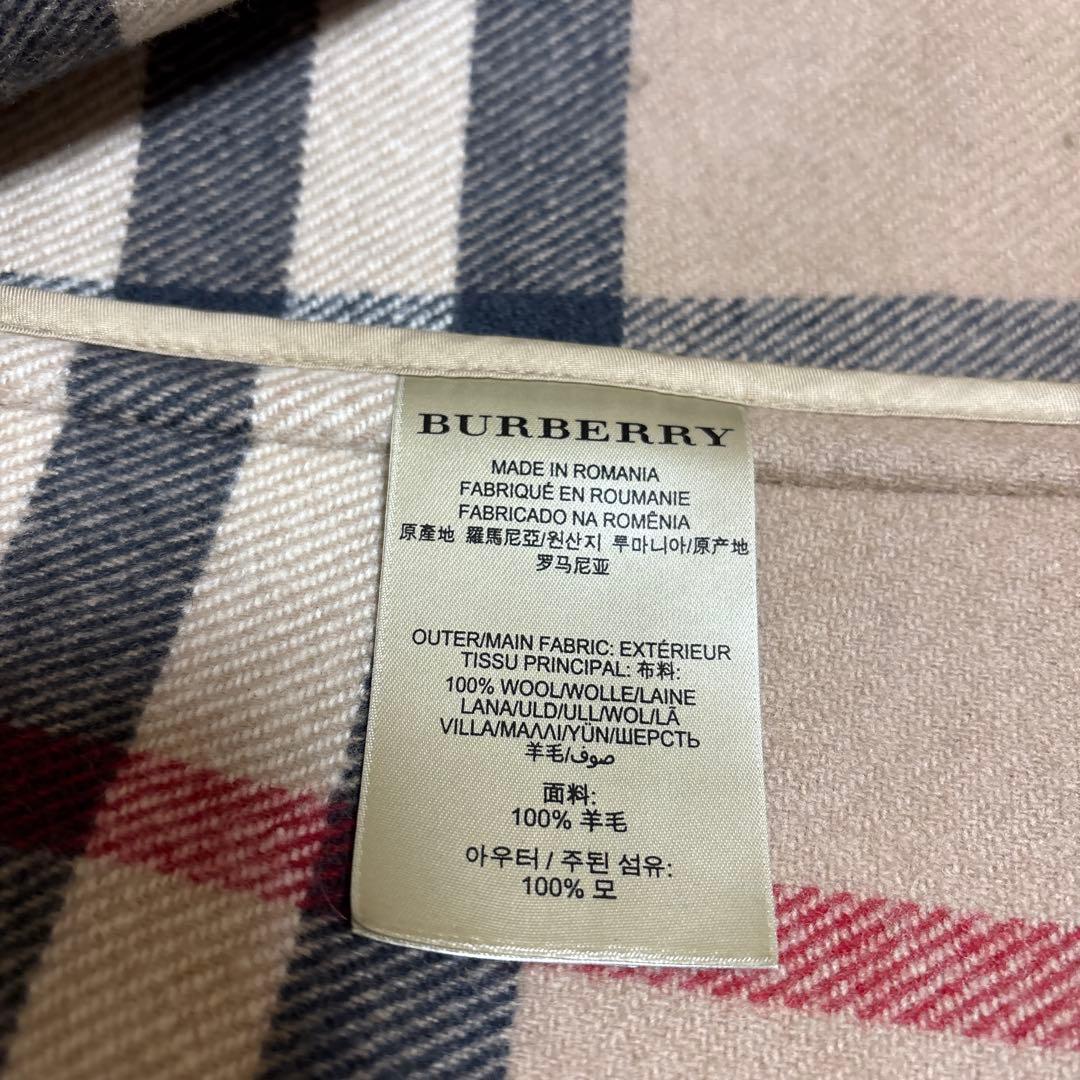 BURBERRY
MADE IN ROMANIA
FABRIQUÉ EN ROUMANIE
FABRICADO NA ROMÊNIA
原產地 羅馬尼亞/원산지 루마니아/原产地
罗马尼亚
OUTER/MAIN FABRIC: EXTÉRIEUR
TISSU PRINCIPAL: 布料:
100% WOOL/WOLLE/LAINE
LANA/ULD/ULL/WOL/LÃ
VILLA/ΜΑΛΛΙ/YÜN/ШЕРСТЬ
羊毛/صوف
面料:
100% 羊毛
아우터 / 주된 섬유:
100% 모